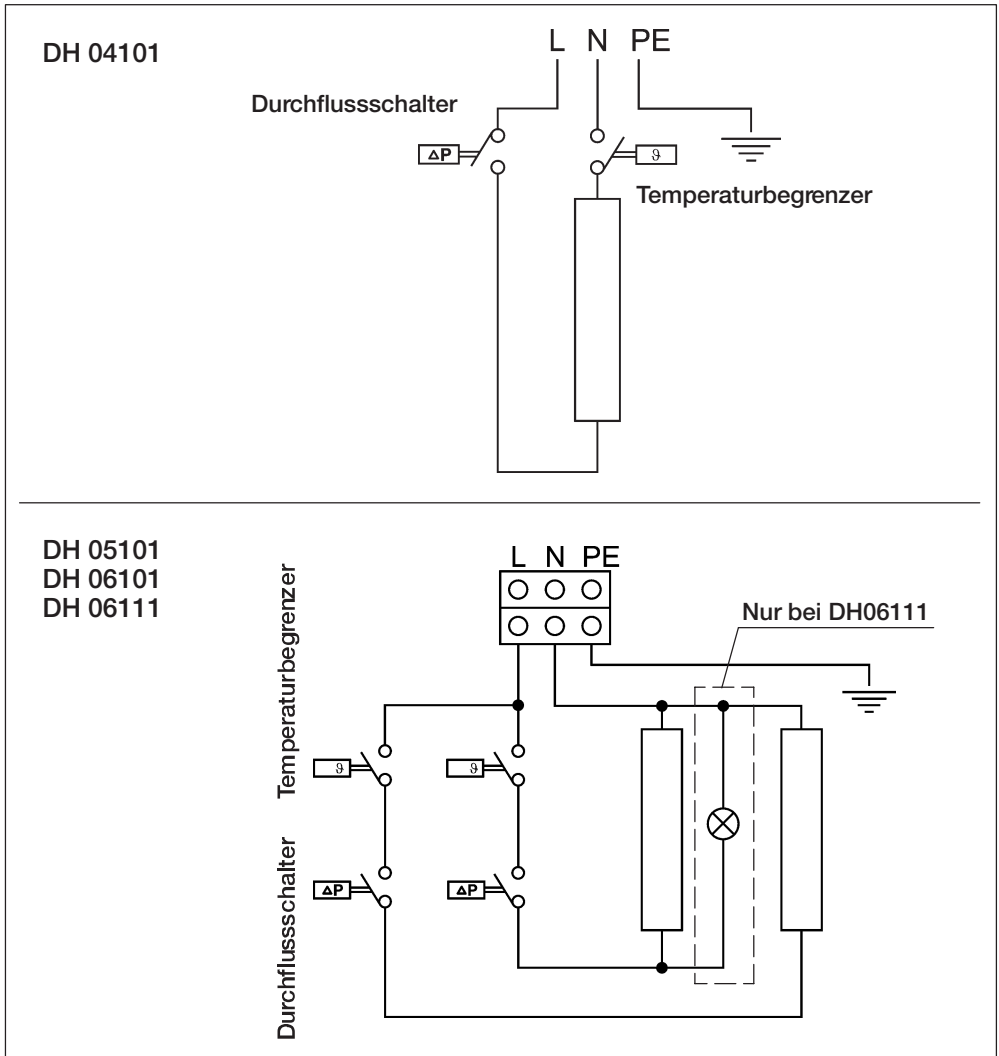 DH 04101
L N PE
Durchflussschalter
ΔP
ϑ
Temperaturbegrenzer
DH 05101
DH 06101
DH 06111
L N PE
Nur bei DH06111
Temperaturbegrenzer
ϑ
ϑ
Durchflussschalter
ΔP
ΔP